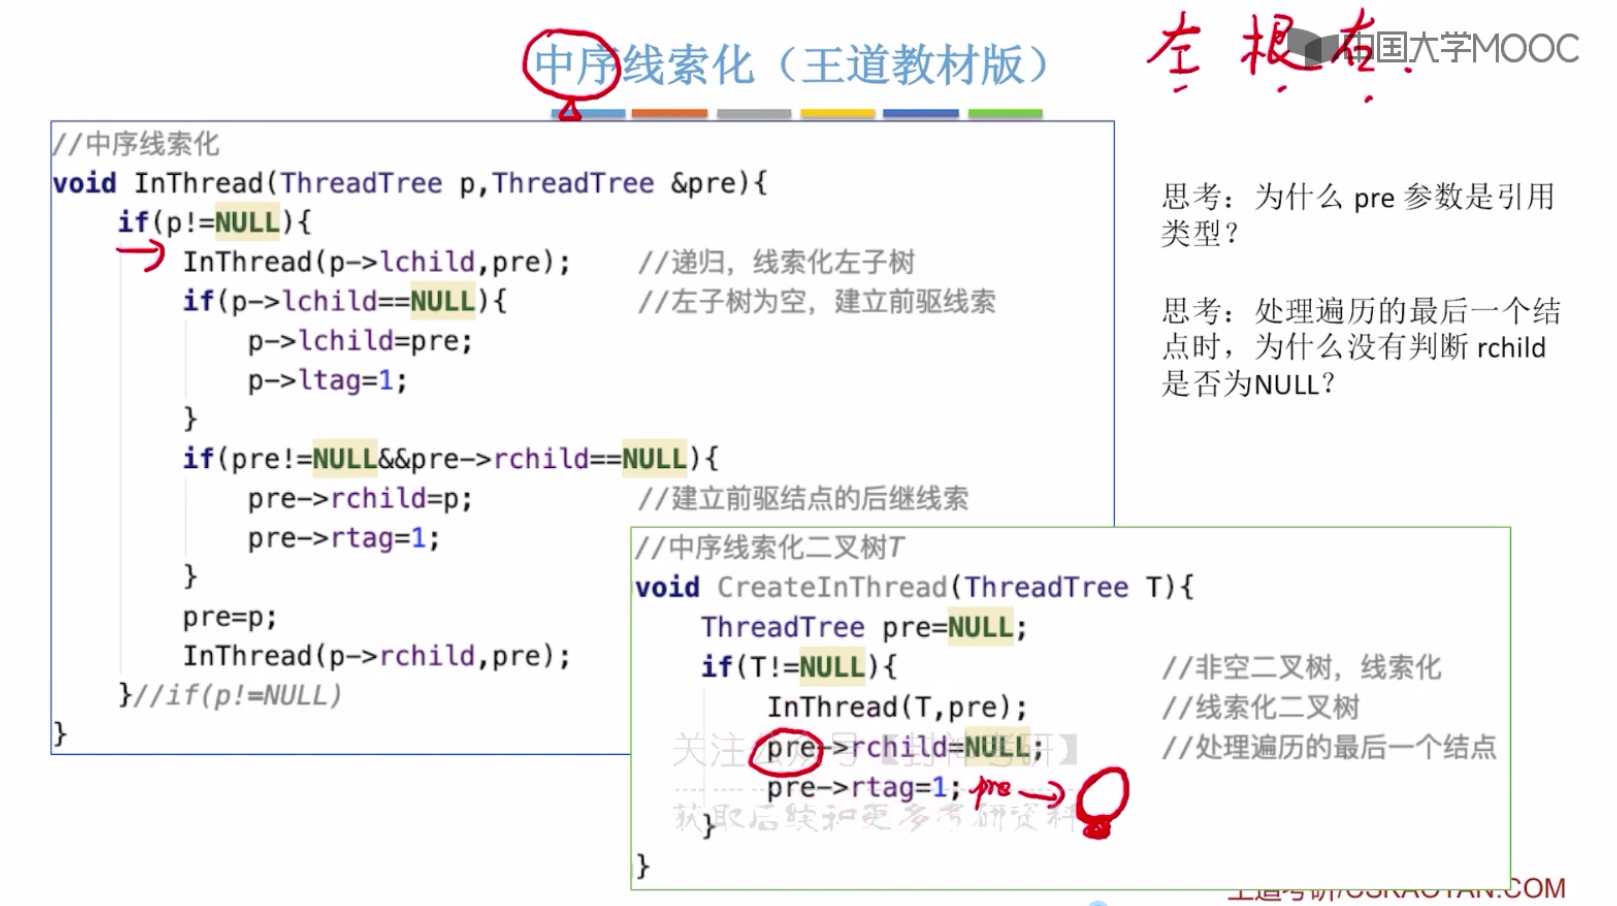 中序线索化（王道教材版）
左 根 右.
中国大学MOOC
//中序线索化
void InThread(ThreadTree p,ThreadTree &pre){
if(p!=NULL){
InThread(p->lchild,pre); //递归，线索化左子树
if(p->lchild==NULL){ //左子树为空，建立前驱线索
p->lchild=pre;
p->ltag=1;
}
if(pre!=NULL&&pre->rchild==NULL){
pre->rchild=p; //建立前驱结点的后继线索
pre->rtag=1;
}
pre=p;
InThread(p->rchild,pre);
}//if(p!=NULL)
}
思考：为什么 pre 参数是引用
类型？
思考：处理遍历的最后一个结
点时，为什么没有判断 rchild
是否为NULL？
//中序线索化二叉树T
void CreateInThread(ThreadTree T){
ThreadTree pre=NULL;
if(T!=NULL){ //非空二叉树，线索化
InThread(T,pre); //线索化二叉树
pre->rchild=NULL; //处理遍历的最后一个结点
pre->rtag=1; pre
}
}
关注公众号【封神考研】
获取后续和更多考研资料
王道考研/CSKAOYAN.COM